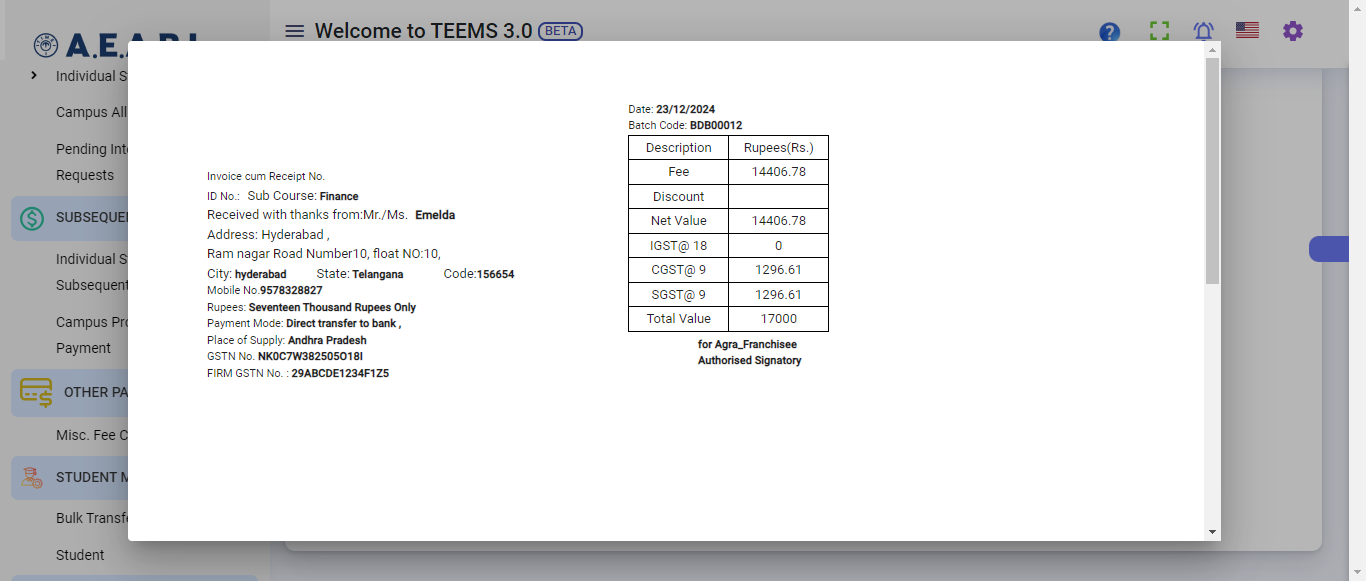 A.E.A.
Welcome to TEEMS 3.0 BETA
Individual S
Campus All
Pending Int
Requests
SUBSEQUE
Individual S
Subsequent
Campus Pr
Payment
OTHER PA
Misc. Fee C
STUDENT M
Bulk Transf
Student
Invoice cum Receipt No.
ID No.: Sub Course: Finance
Received with thanks from:Mr./Ms. Emelda
Address: Hyderabad ,
Ram nagar Road Number10, float NO:10,
City: hyderabad State: Telangana Code:156654
Mobile No.9578328827
Rupees: Seventeen Thousand Rupees Only
Payment Mode: Direct transfer to bank ,
Place of Supply: Andhra Pradesh
GSTN No. NK0C7W382505O18I
FIRM GSTN No. : 29ABCDE1234F1Z5
Date: 23/12/2024
Batch Code: BDB00012
Description Rupees(Rs.)
Fee 14406.78
Discount
Net Value 14406.78
IGST@ 18 0
CGST@ 9 1296.61
SGST@ 9 1296.61
Total Value 17000
for Agra_Franchisee
Authorised Signatory